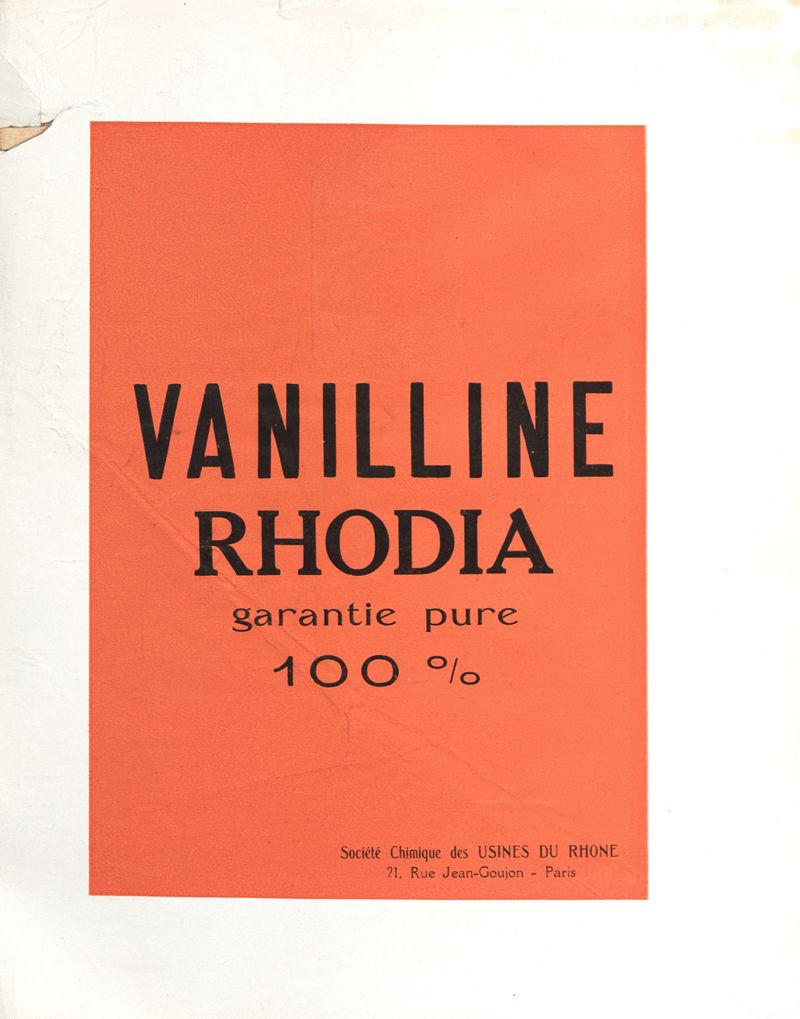 VANILLINE
RHODIA
garantie pure
100 %
Société Chimique des USINES DU RHONE
21, Rue Jean-Goujon - Paris